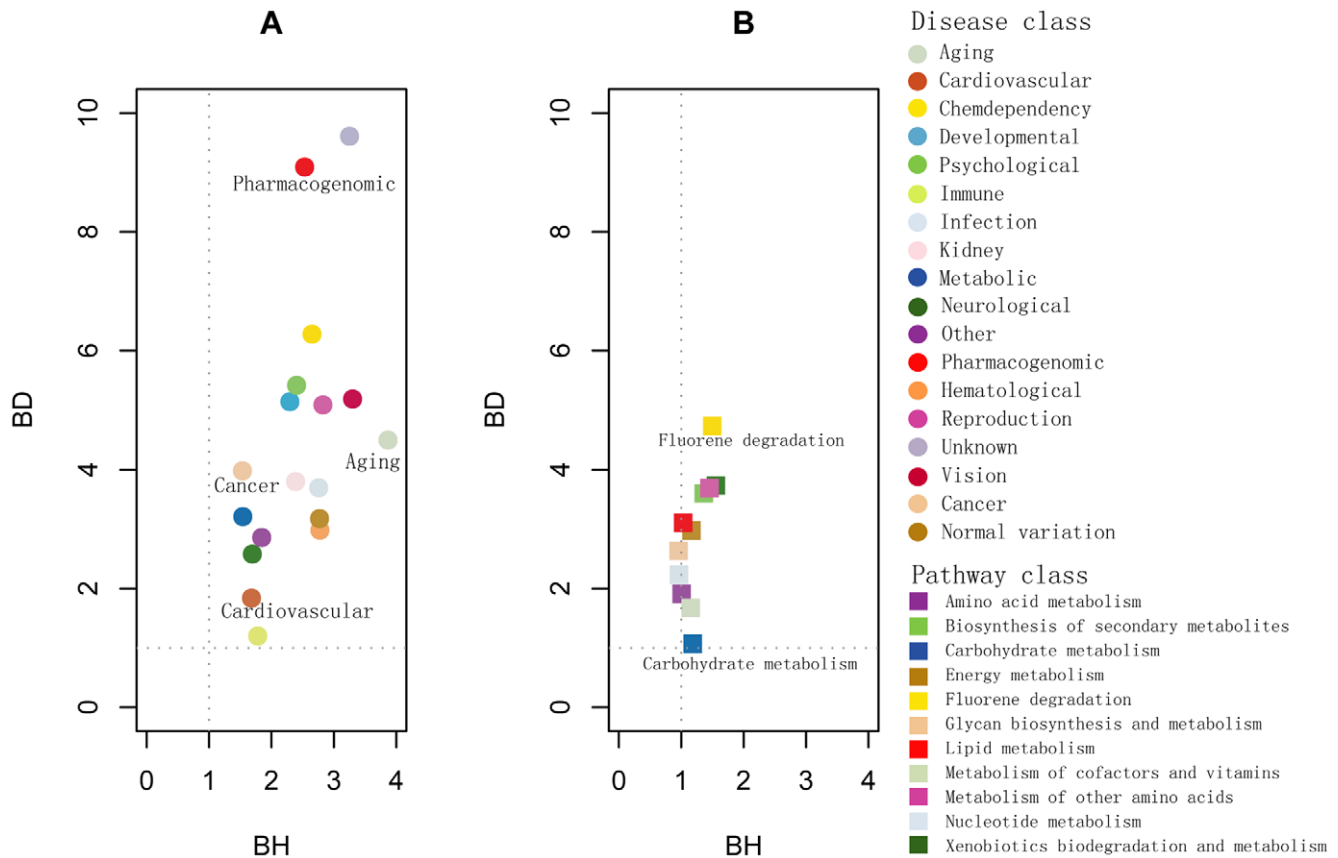 A
BD
10
8
6
4
2
0
Pharmacogenomic
Aging
Cancer
Cardiovascular
0 1 2 3 4
BH
B
BD
10
8
6
4
2
0
Fluorene degradation
Carbohydrate metabolism
0 1 2 3 4
BH
Disease class
Aging
Cardiovascular
Chemdependency
Developmental
Psychological
Immune
Infection
Kidney
Metabolic
Neurological
Other
Pharmacogenomic
Hematological
Reproduction
Unknown
Vision
Cancer
Normal variation
Pathway class
Amino acid metabolism
Biosynthesis of secondary metabolites
Carbohydrate metabolism
Energy metabolism
Fluorene degradation
Glycan biosynthesis and metabolism
Lipid metabolism
Metabolism of cofactors and vitamins
Metabolism of other amino acids
Nucleotide metabolism
Xenobiotics biodegradation and metabolism